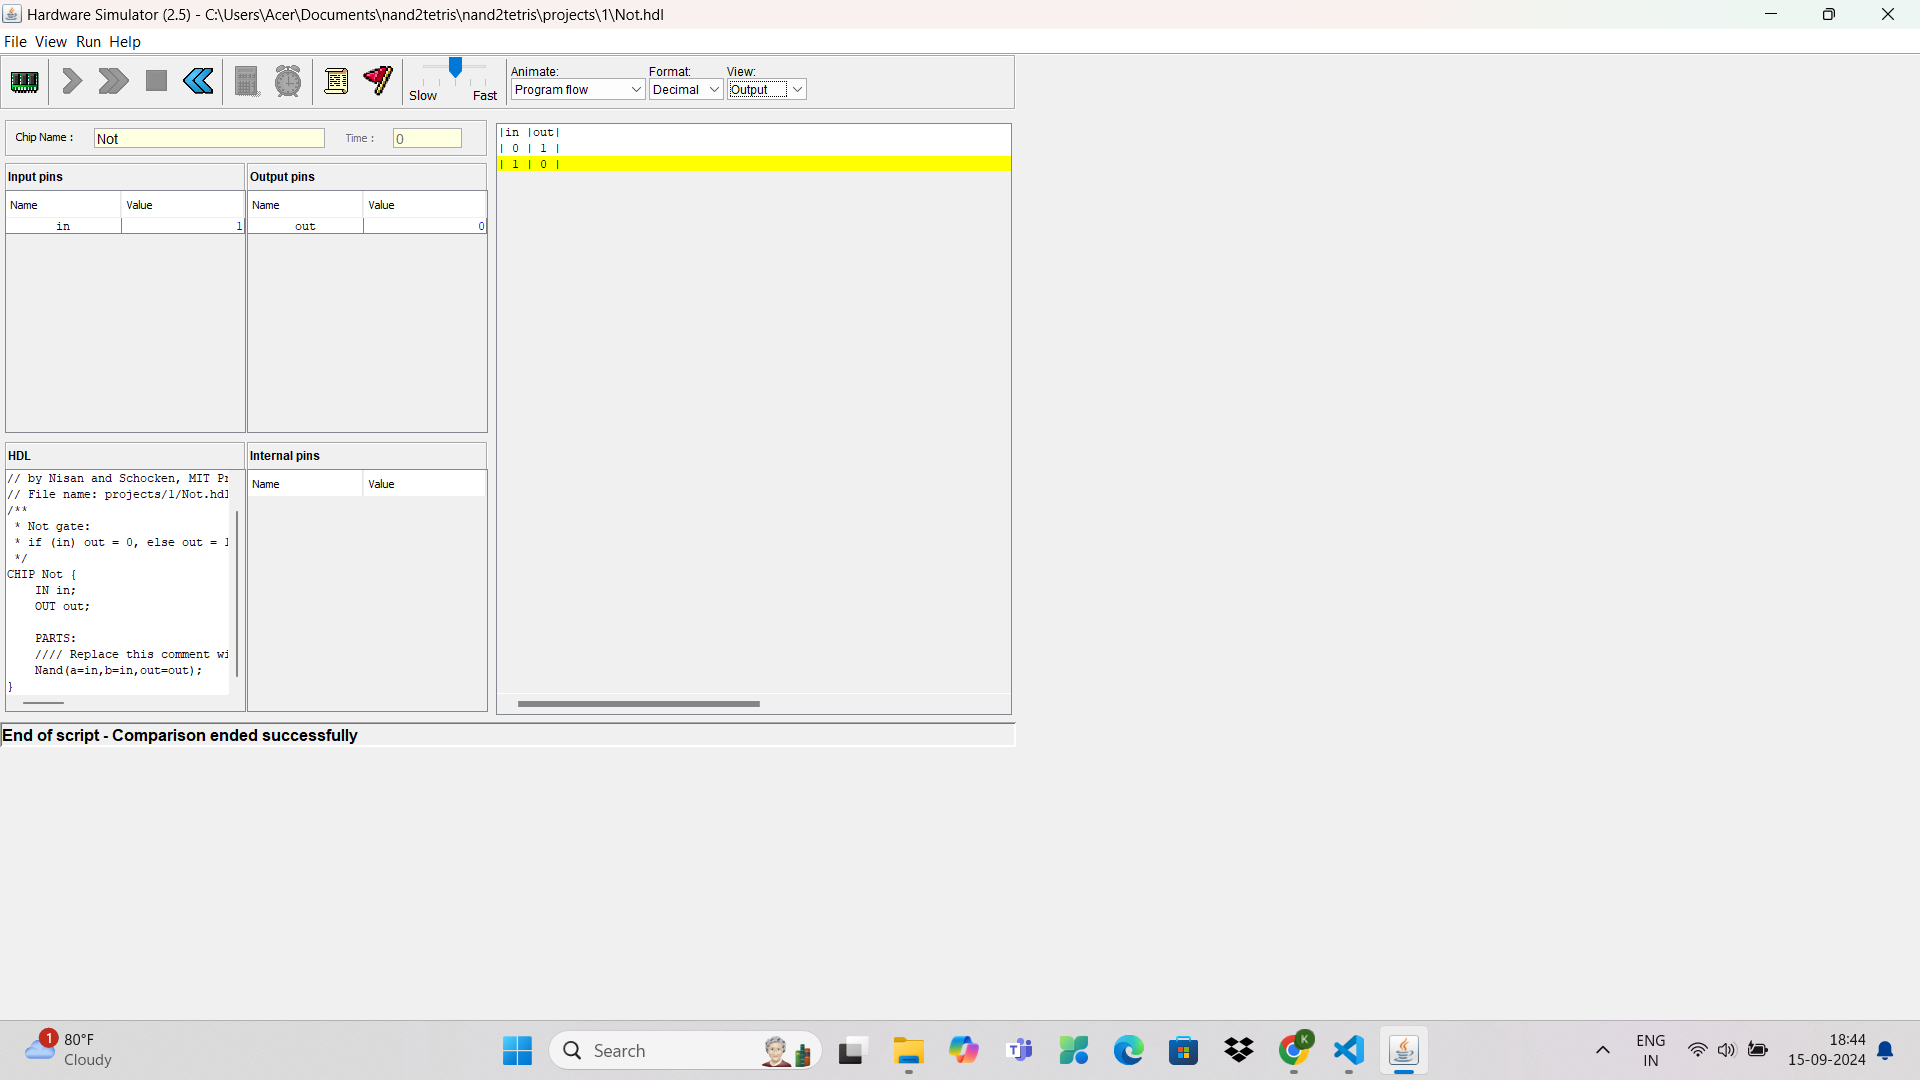 Hardware Simulator (2.5) - C:\Users\Acer\Documents\nand2tetris\nand2tetris\projects\1\Not.hdl
File View Run Help
Slow Fast
Animate: Format: View:
Program flow Decimal Output
Chip Name : Not Time : 0
Input pins
Name Value
in 1
Output pins
Name Value
out 0
|in |out|
| 0 | 1 |
| 1 | 0 |
HDL
// by Nisan and Schocken, MIT Pr
// File name: projects/1/Not.hdl
/**
* Not gate:
* if (in) out = 0, else out = 1
*/
CHIP Not {
IN in;
OUT out;
PARTS:
//// Replace this comment wi
Nand(a=in,b=in,out=out);
}
Internal pins
Name Value
End of script - Comparison ended successfully
1
80°F
Cloudy
Search
K
ENG
IN
18:44
15-09-2024